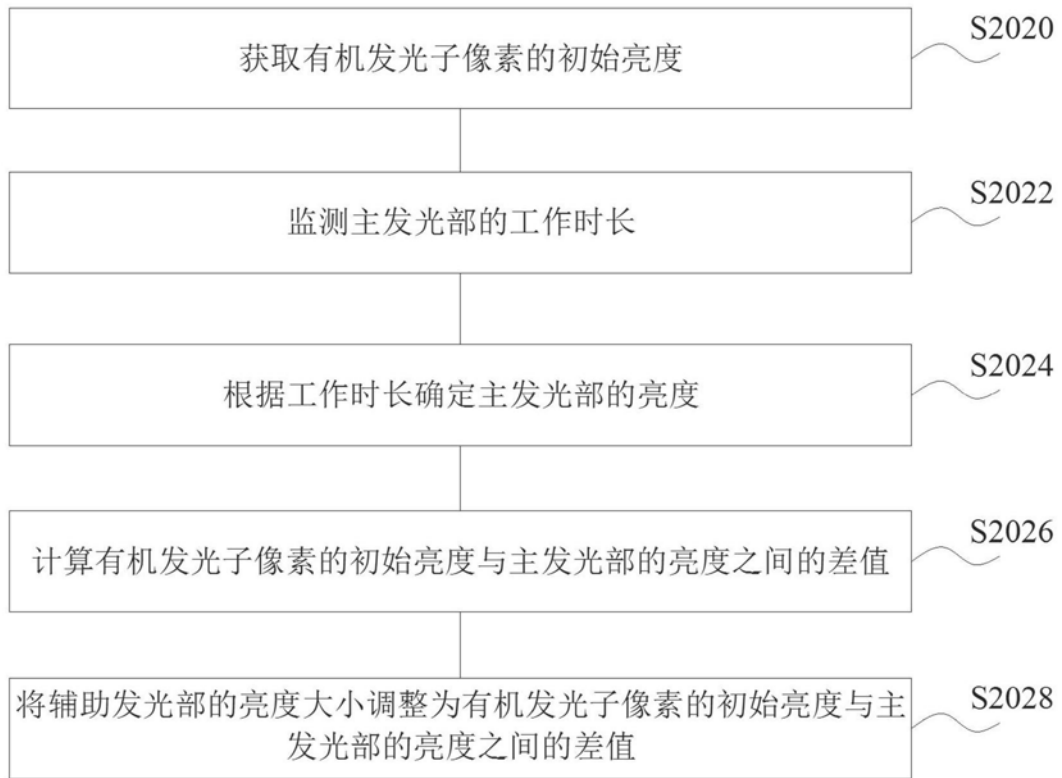 S2020
获取有机发光子像素的初始亮度
S2022
监测主发光部的工作时长
S2024
根据工作时长确定主发光部的亮度
S2026
计算有机发光子像素的初始亮度与主发光部的亮度之间的差值
S2028
将辅助发光部的亮度大小调整为有机发光子像素的初始亮度与主
发光部的亮度之间的差值